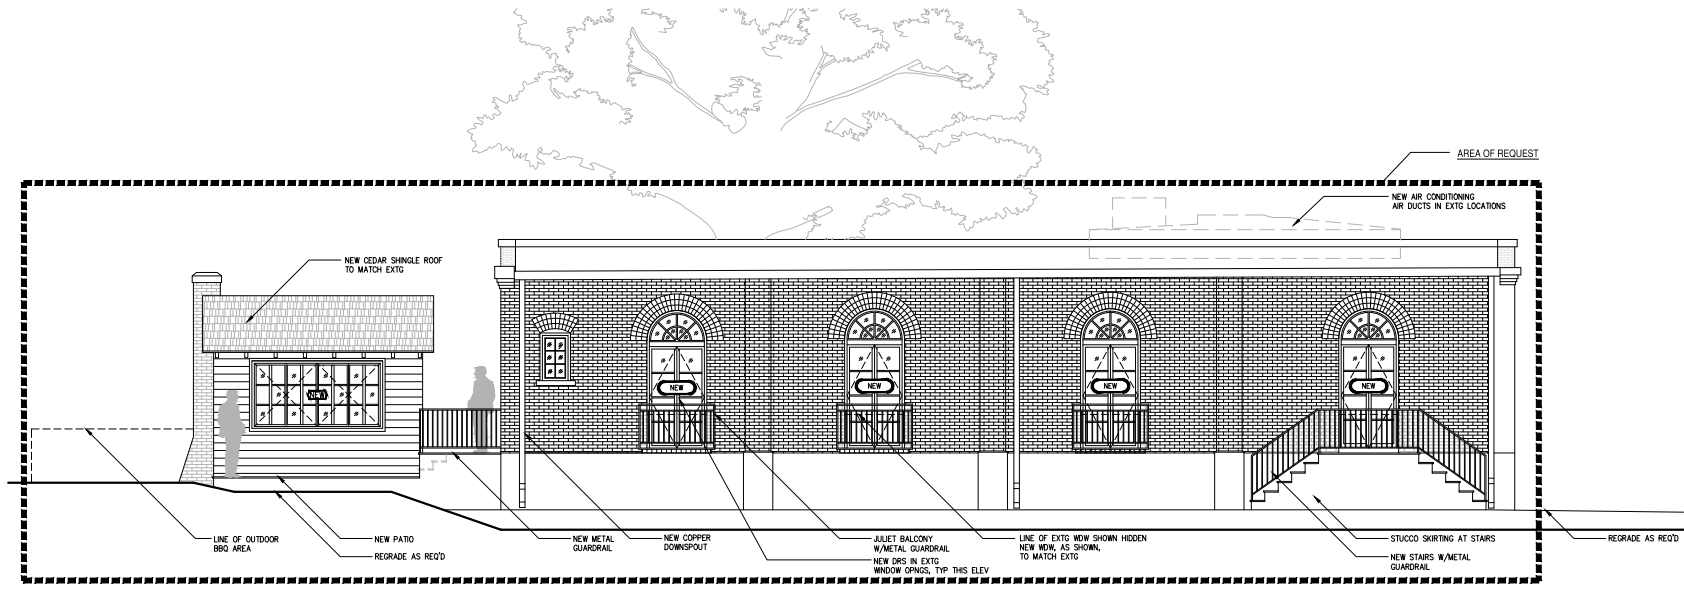 AREA OF REQUEST
NEW AIR CONDITIONING
AIR DUCTS IN EXTG LOCATIONS
NEW CEDAR SHINGLE ROOF
TO MATCH EXTG
NEW
NEW
NEW
NEW
NEW
LINE OF OUTDOOR
BBQ AREA
NEW PATIO
REGRADE AS REQ'D
NEW METAL
GUARDRAIL
NEW COPPER
DOWNSPOUT
JULIET BALCONY
W/METAL GUARDRAIL
NEW DRS IN EXTG
WINDOW OPNGS, TYP THIS ELEV
LINE OF EXTG WDW SHOWN HIDDEN
NEW WDW, AS SHOWN,
TO MATCH EXTG
STUCCO SKIRTING AT STAIRS
NEW STAIRS W/METAL
GUARDRAIL
REGRADE AS REQ'D